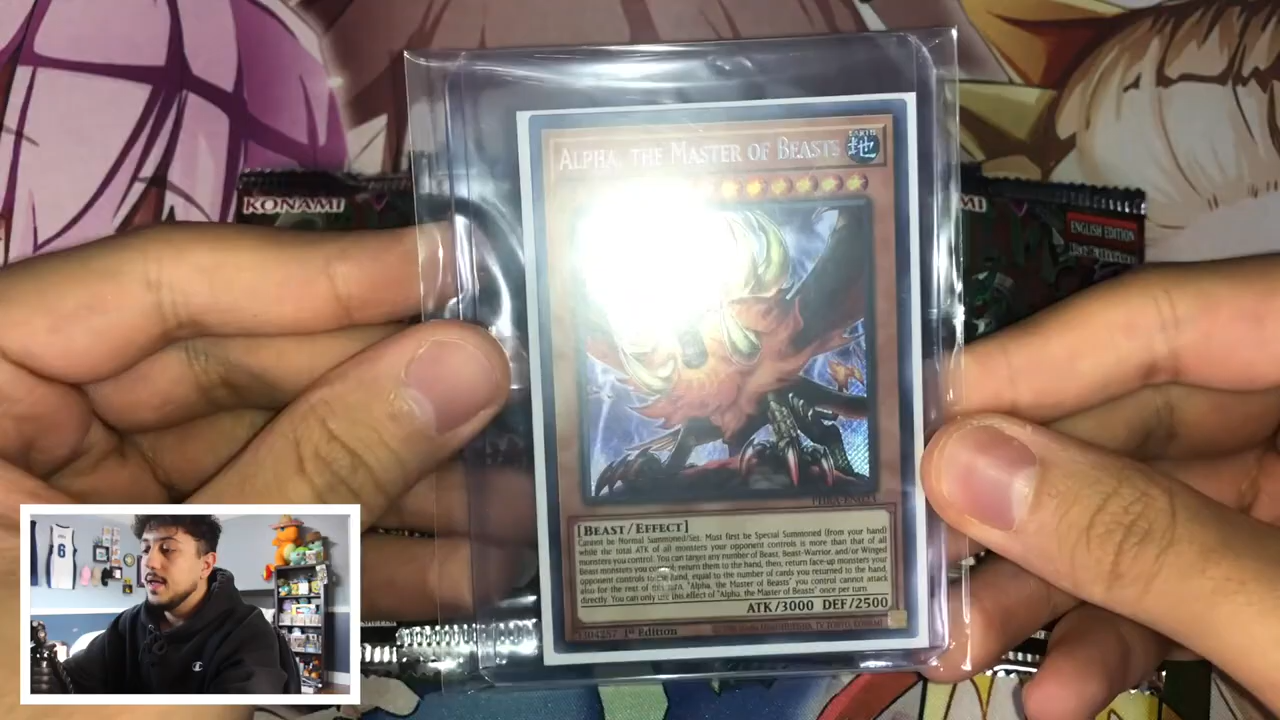 ALPHA, THE MASTER OF BEASTS
EARTH
地
KONAMI
MI
ENGLISH EDITION
1st Edition
6
[BEAST/EFFECT]
Cannot be Normal Summoned/Set. Must first be Special Summoned (from your hand)
while the total ATK of all monsters your opponent controls is more than that of all
monsters you control. You can target any number of Beast, Beast-Warrior, and/or Winged
Beast monsters you control; return them to the hand, then, return face-up monsters your
opponent controls to the hand, equal to the number of cards you returned to the hand,
also for the rest of this turn, "Alpha, the Master of Beasts" you control cannot attack
directly. You can only use this effect of "Alpha, the Master of Beasts" once per turn.
ATK/3000 DEF/2500
1st Edition